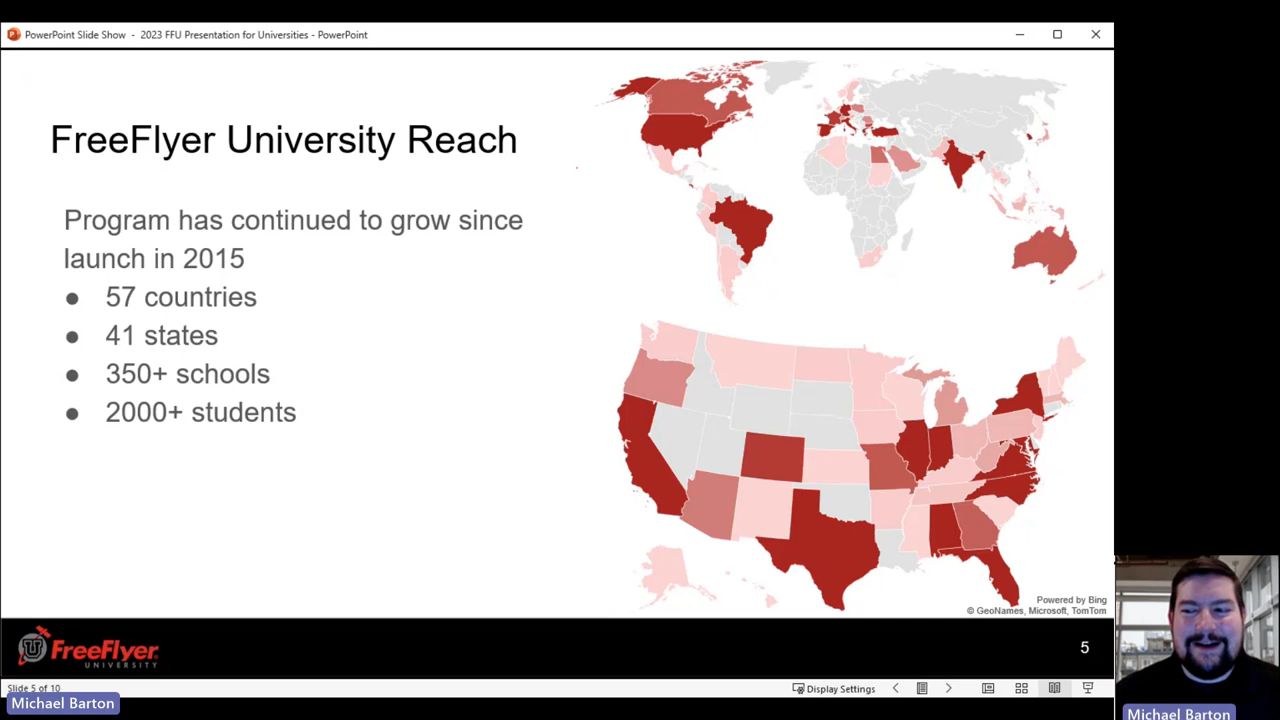 PowerPoint Slide Show - 2023 FFU Presentation for Universities - PowerPoint
FreeFlyer University Reach
Program has continued to grow since
launch in 2015
● 57 countries
● 41 states
● 350+ schools
● 2000+ students
Powered by Bing
© GeoNames, Microsoft, TomTom
U FreeFlyer
UNIVERSITY
5
Slide 5 of 10
Display Settings
Michael Barton
Michael Barton